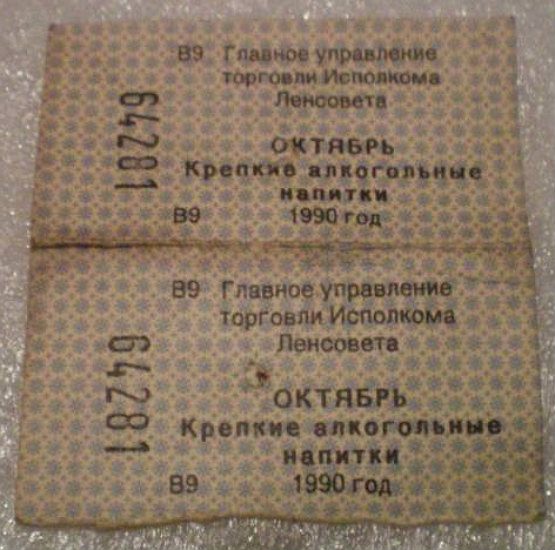 В9 Главное управление
торговли Исполкома
Ленсовета
64281
ОКТЯБРЬ
Крепкие алкогольные
напитки
В9 1990 год
В9 Главное управление
торговли Исполкома
Ленсовета
64281
ОКТЯБРЬ
Крепкие алкогольные
напитки
В9 1990 год